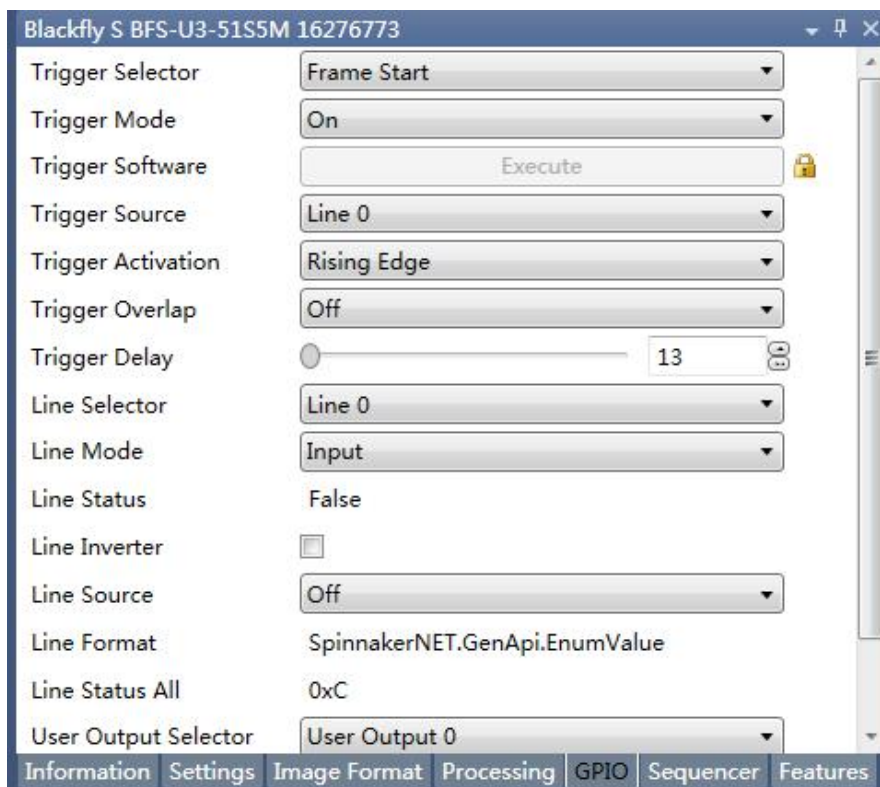 Blackfly S BFS-U3-51S5M 16276773
Trigger Selector Frame Start
Trigger Mode On
Trigger Software Execute
Trigger Source Line 0
Trigger Activation Rising Edge
Trigger Overlap Off
Trigger Delay 13
Line Selector Line 0
Line Mode Input
Line Status False
Line Inverter
Line Source Off
Line Format SpinnakerNET.GenApi.EnumValue
Line Status All 0xC
User Output Selector User Output 0
Information Settings Image Format Processing GPIO Sequencer Features